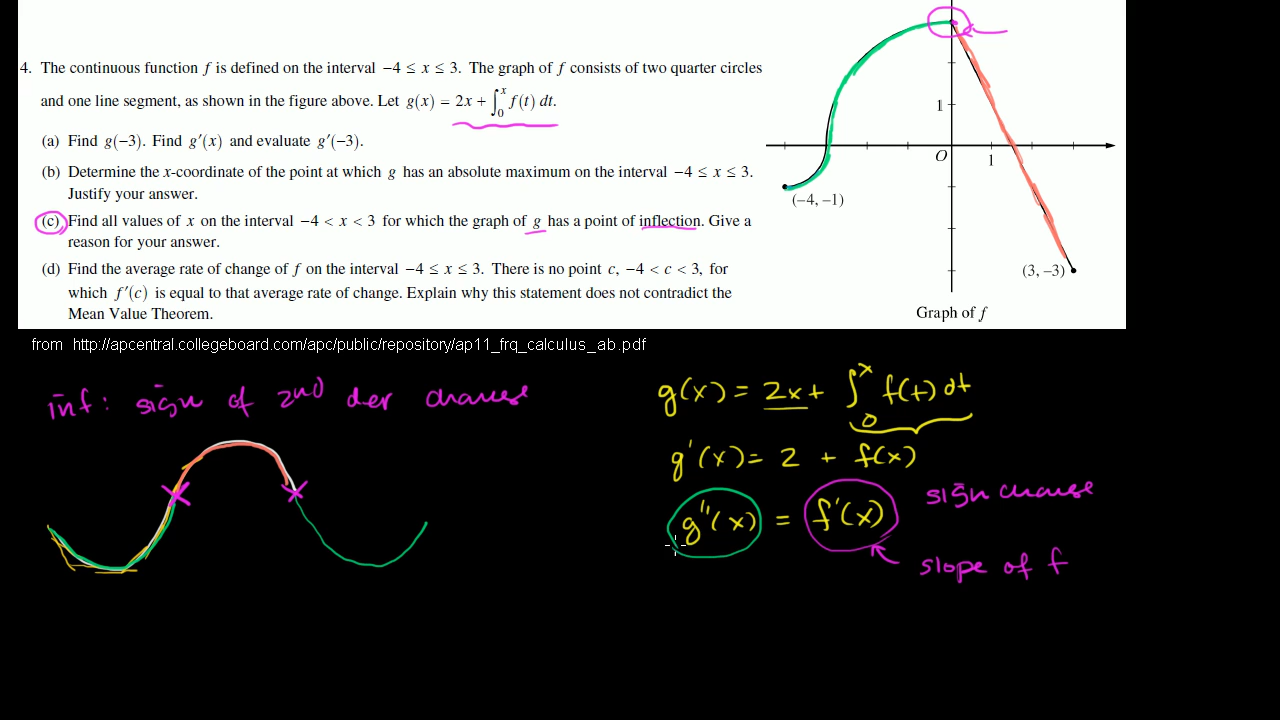 4. The continuous function f is defined on the interval −4 ≤ x ≤ 3. The graph of f consists of two quarter circles
and one line segment, as shown in the figure above. Let g(x) = 2x + ∫₀ˣ f(t) dt.
(a) Find g(−3). Find g′(x) and evaluate g′(−3).
(b) Determine the x-coordinate of the point at which g has an absolute maximum on the interval −4 ≤ x ≤ 3.
Justify your answer.
(c) Find all values of x on the interval −4 < x < 3 for which the graph of g has a point of inflection. Give a
reason for your answer.
(d) Find the average rate of change of f on the interval −4 ≤ x ≤ 3. There is no point c, −4 < c < 3, for
which f′(c) is equal to that average rate of change. Explain why this statement does not contradict the
Mean Value Theorem.
1
O
1
(−4, −1)
(3, −3)
Graph of f
from http://apcentral.collegeboard.com/apc/public/repository/ap11_frq_calculus_ab.pdf
inf: sign of 2nd der changes
g(x) = 2x + ∫₀ˣ f(t) dt
g'(x) = 2 + f(x)
g''(x) = f'(x)
sign change
slope of f